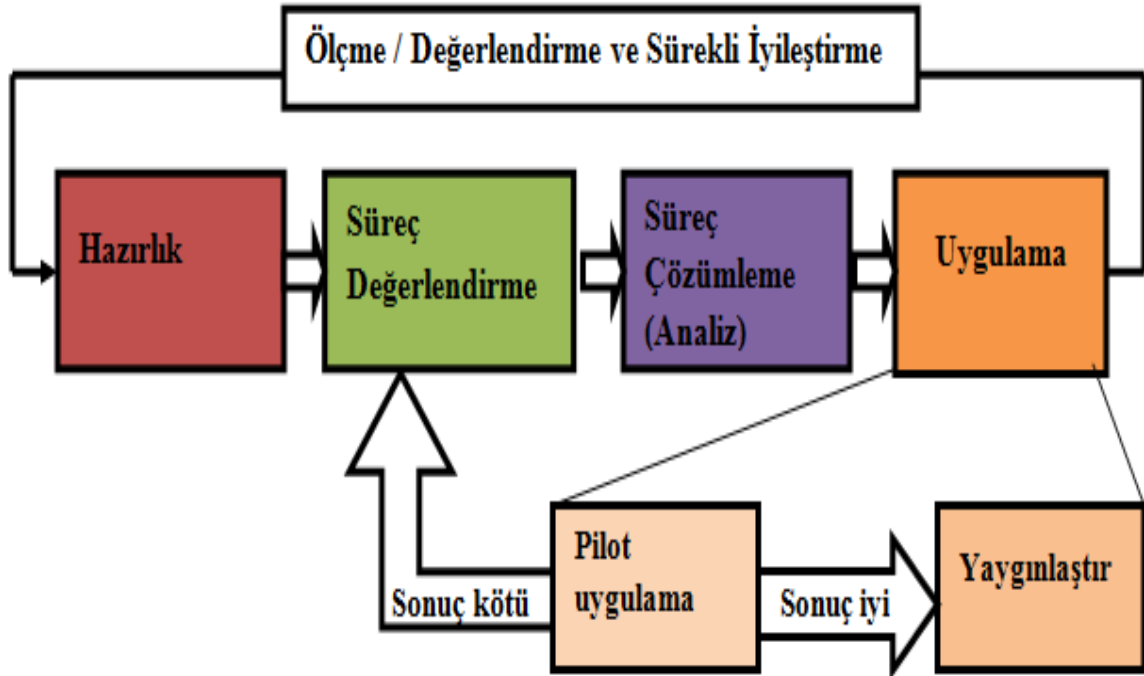 Ölçme / Değerlendirme ve Sürekli İyileştirme
Hazırlık
Süreç
Değerlendirme
Süreç
Çözümleme
(Analiz)
Uygulama
Sonuç kötü
Pilot
uygulama
Sonuç iyi
Yaygınlaştır